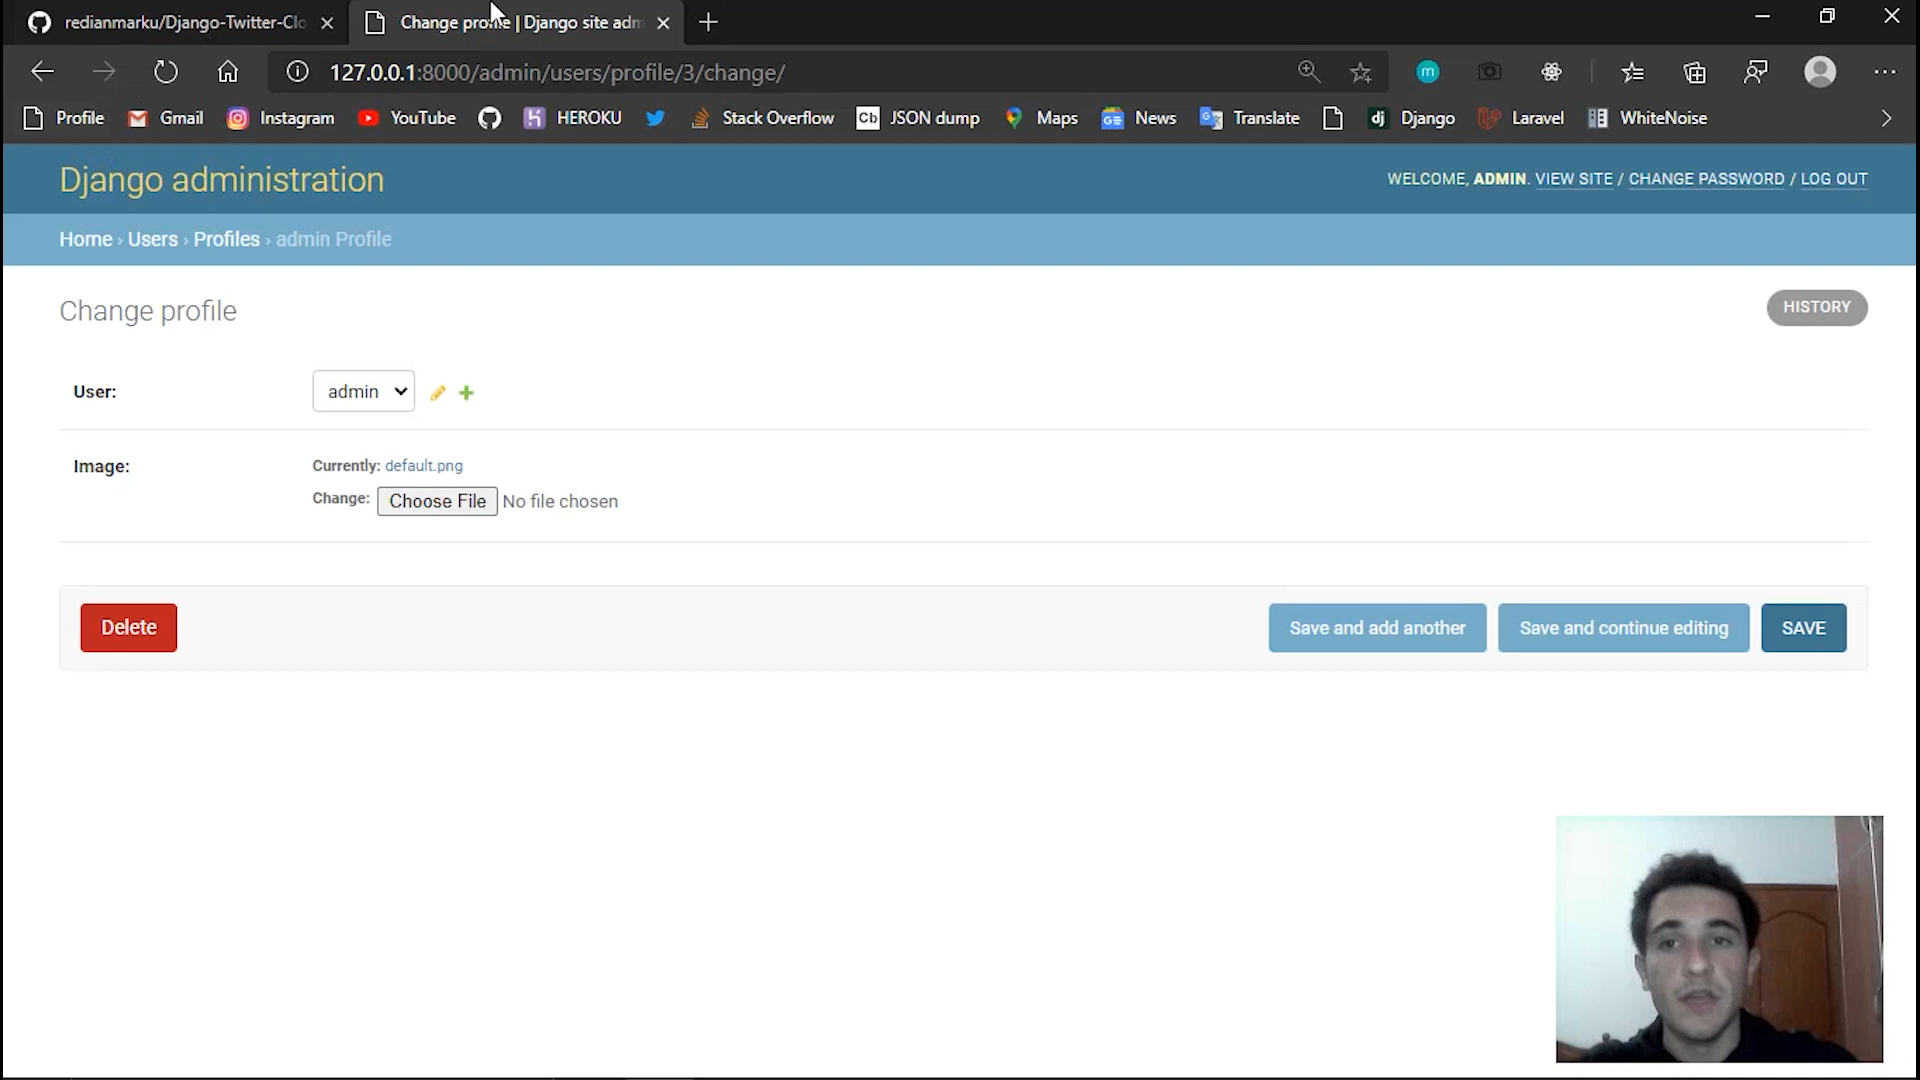 redianmarku/Django-Twitter-Clo
Change profile | Django site adm
127.0.0.1:8000/admin/users/profile/3/change/
Profile Gmail Instagram YouTube HEROKU Stack Overflow Cb JSON dump Maps News Translate dj Django Laravel WhiteNoise
Django administration
WELCOME, ADMIN. VIEW SITE / CHANGE PASSWORD / LOG OUT
Home › Users › Profiles › admin Profile
Change profile
HISTORY
User: admin
Image: Currently: default.png
Change: Choose File No file chosen
Delete Save and add another Save and continue editing SAVE